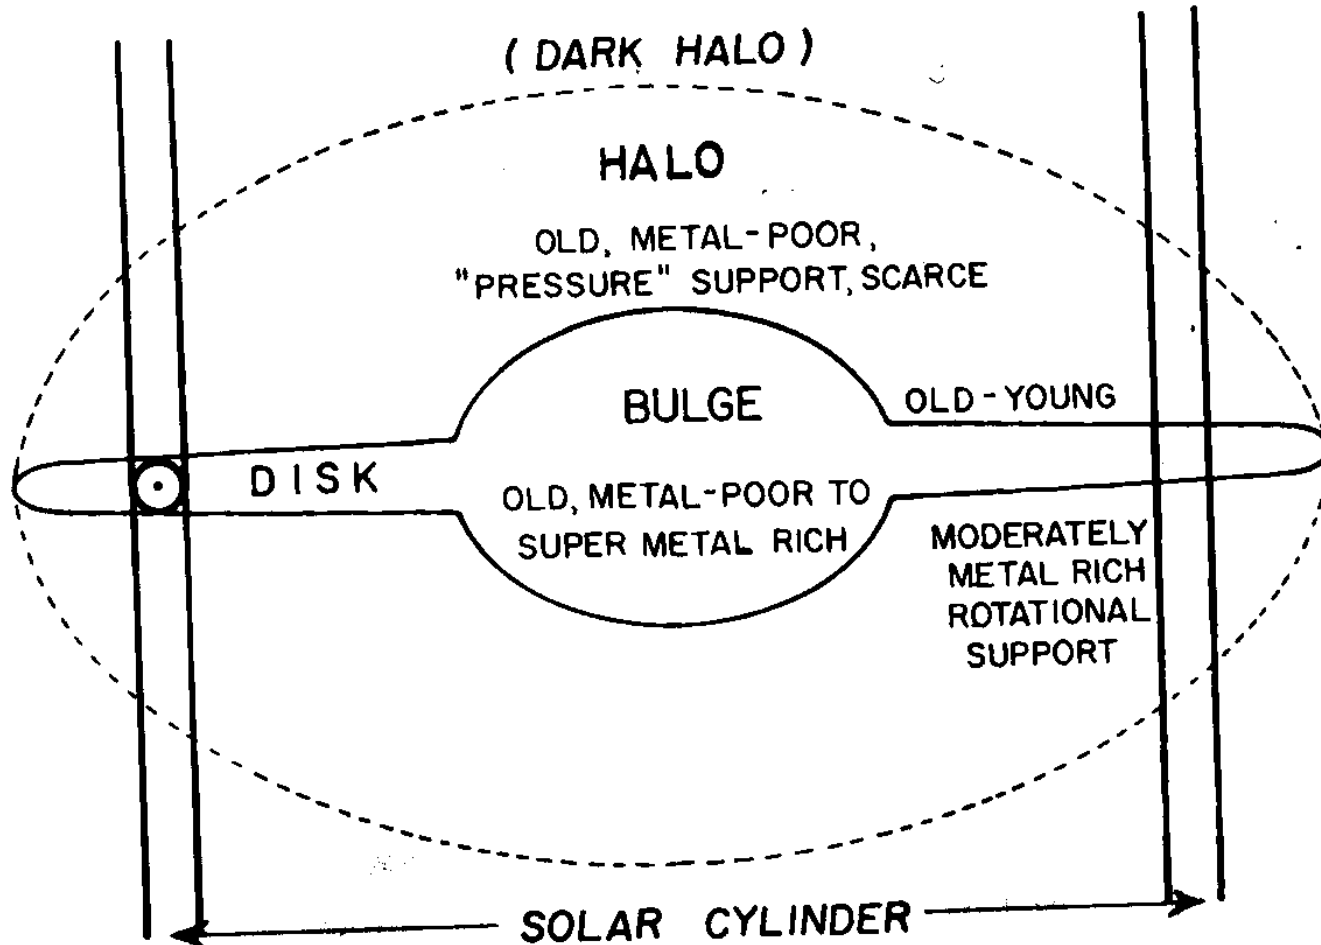 ( DARK HALO )
HALO
OLD, METAL-POOR,
"PRESSURE" SUPPORT, SCARCE
BULGE
OLD-YOUNG
DISK
OLD, METAL-POOR TO
SUPER METAL RICH
MODERATELY
METAL RICH
ROTATIONAL
SUPPORT
SOLAR CYLINDER